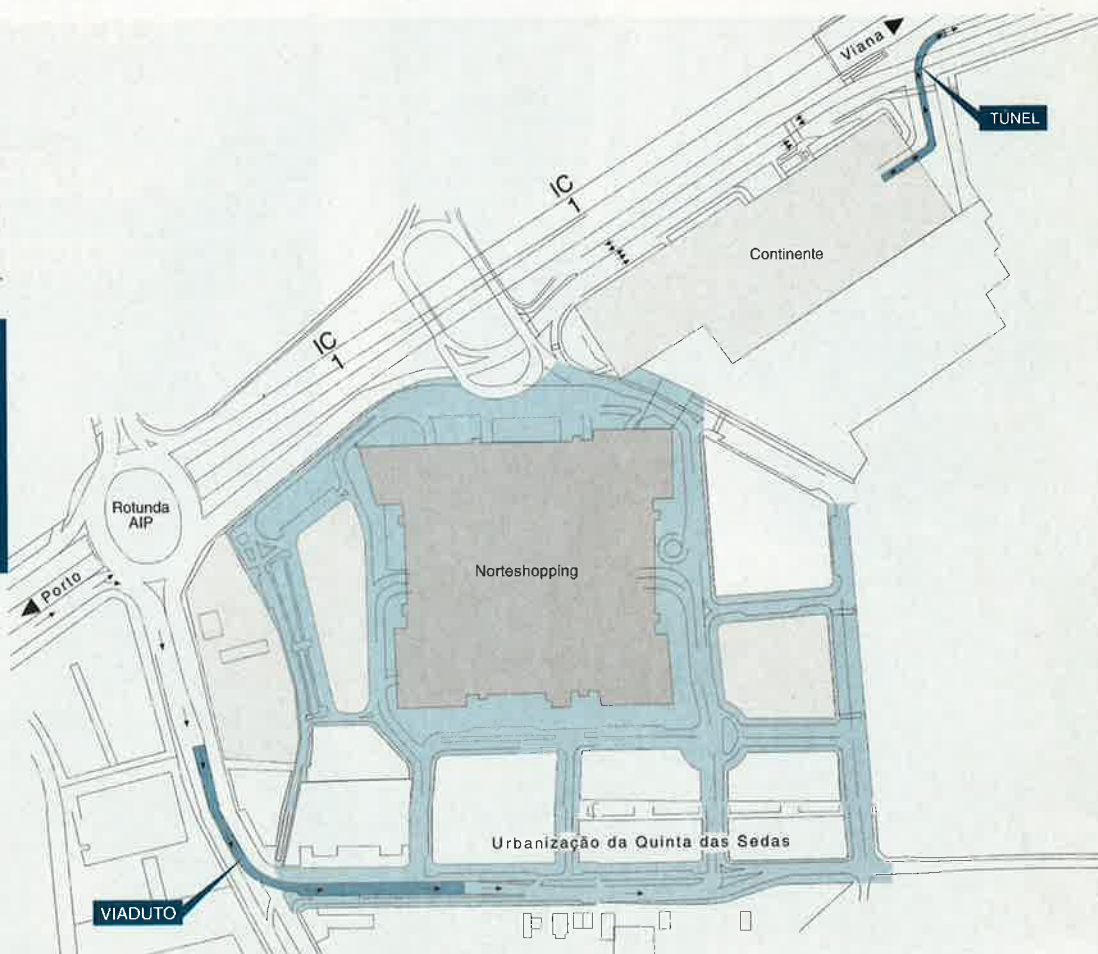 Viana
TÚNEL
IC
1
Continente
IC
1
Rotunda
AIP
Norteshopping
Porto
Urbanização da Quinta das Sedas
VIADUTO